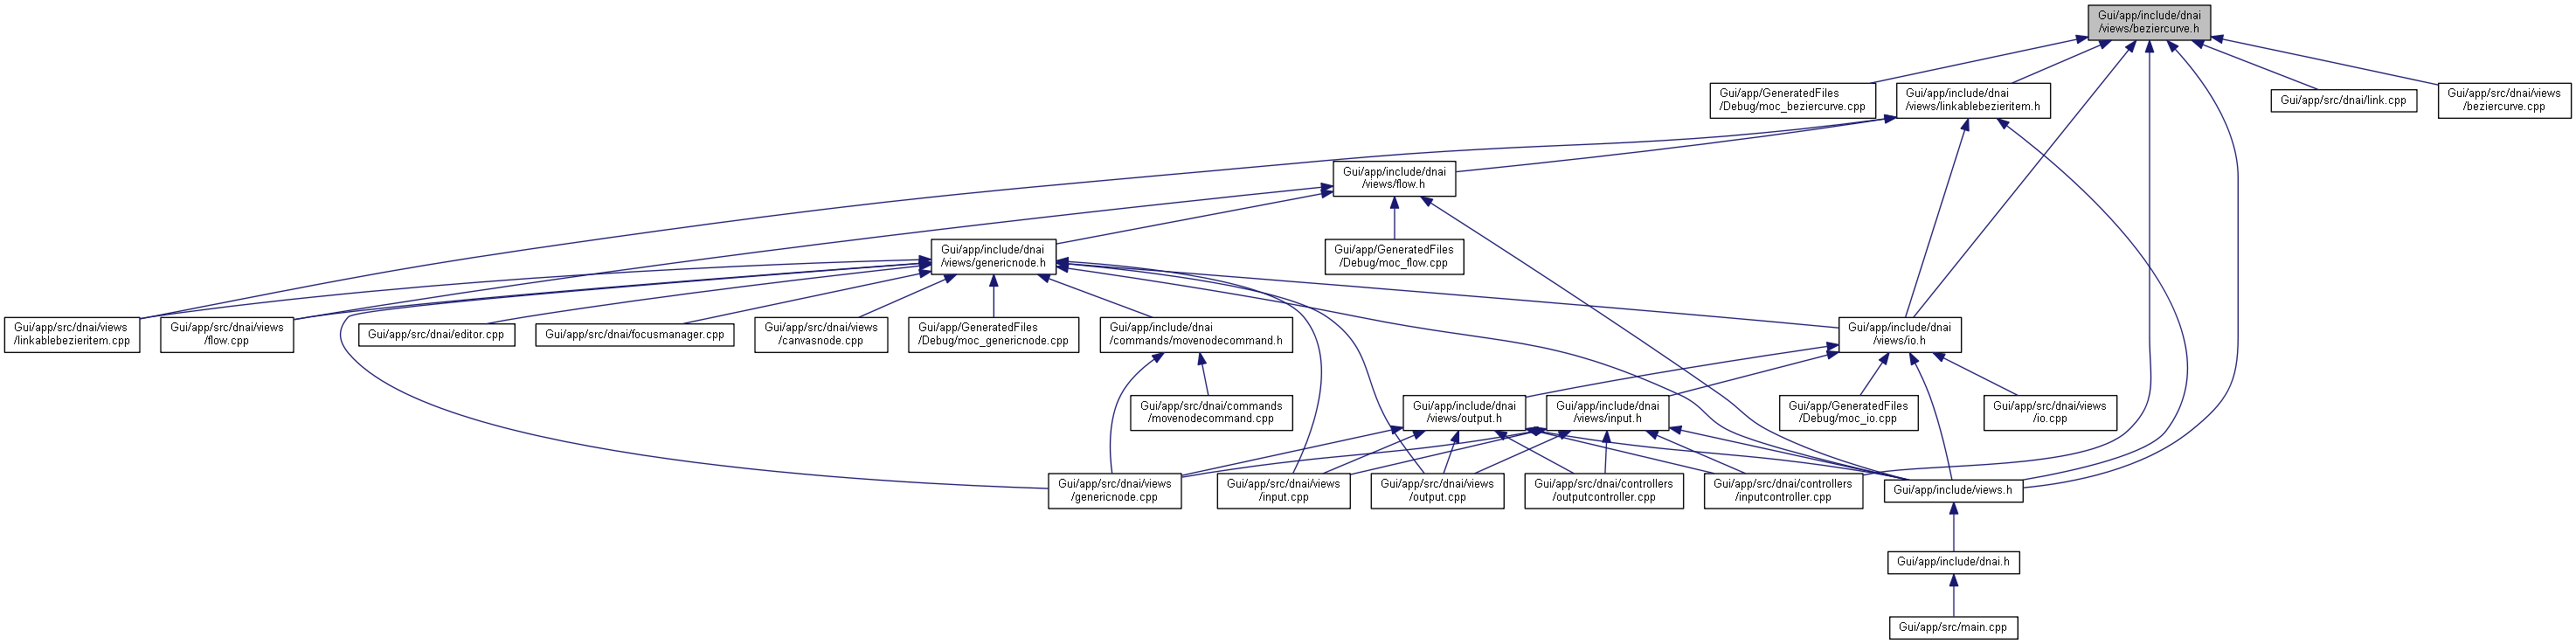 Gui/app/include/dnai
/views/beziercurve.h
Gui/app/GeneratedFiles
/Debug/moc_beziercurve.cpp
Gui/app/include/dnai
/views/linkablebezieritem.h
Gui/app/src/dnai/link.cpp
Gui/app/src/dnai/views
/beziercurve.cpp
Gui/app/include/dnai
/views/flow.h
Gui/app/include/dnai
/views/genericnode.h
Gui/app/GeneratedFiles
/Debug/moc_flow.cpp
Gui/app/src/dnai/views
/linkablebezieritem.cpp
Gui/app/src/dnai/views
/flow.cpp
Gui/app/src/dnai/editor.cpp
Gui/app/src/dnai/focusmanager.cpp
Gui/app/src/dnai/views
/canvasnode.cpp
Gui/app/GeneratedFiles
/Debug/moc_genericnode.cpp
Gui/app/include/dnai
/commands/movenodecommand.h
Gui/app/include/dnai
/views/io.h
Gui/app/src/dnai/commands
/movenodecommand.cpp
Gui/app/include/dnai
/views/output.h
Gui/app/include/dnai
/views/input.h
Gui/app/GeneratedFiles
/Debug/moc_io.cpp
Gui/app/src/dnai/views
/io.cpp
Gui/app/src/dnai/views
/genericnode.cpp
Gui/app/src/dnai/views
/input.cpp
Gui/app/src/dnai/views
/output.cpp
Gui/app/src/dnai/controllers
/outputcontroller.cpp
Gui/app/src/dnai/controllers
/inputcontroller.cpp
Gui/app/include/views.h
Gui/app/include/dnai.h
Gui/app/src/main.cpp